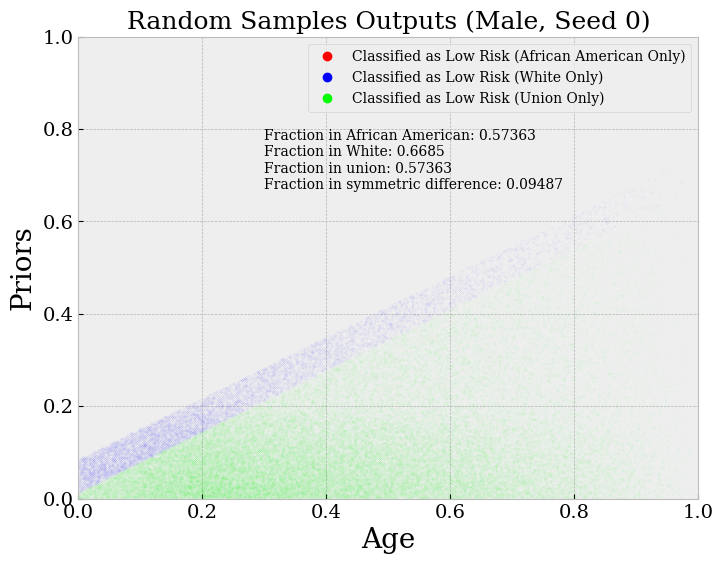 Random Samples Outputs (Male, Seed 0)
1.0
0.8
0.6
0.4
0.2
0.0
Priors
Classified as Low Risk (African American Only)
Classified as Low Risk (White Only)
Classified as Low Risk (Union Only)
Fraction in African American: 0.57363
Fraction in White: 0.6685
Fraction in union: 0.57363
Fraction in symmetric difference: 0.09487
0.0 0.2 0.4 0.6 0.8 1.0
Age